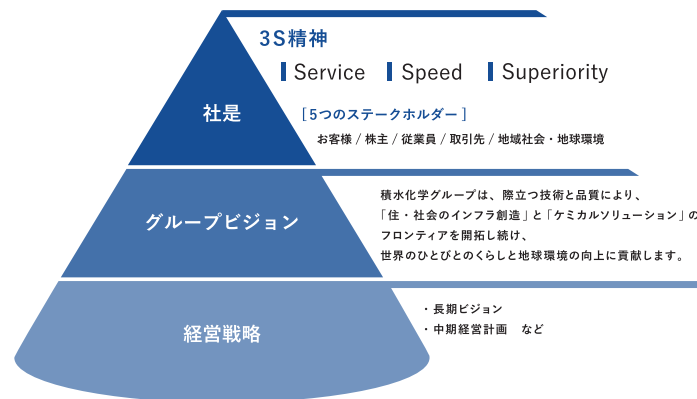 3S精神
Service Speed Superiority
社是
[5つのステークホルダー]
お客様 / 株主 / 従業員 / 取引先 / 地域社会・地球環境
グループビジョン
積水化学グループは、際立つ技術と品質により、
「住・社会のインフラ創造」と「ケミカルソリューション」の
フロンティアを開拓し続け、
世界のひとびとのくらしと地球環境の向上に貢献します。
経営戦略
・長期ビジョン
・中期経営計画 など